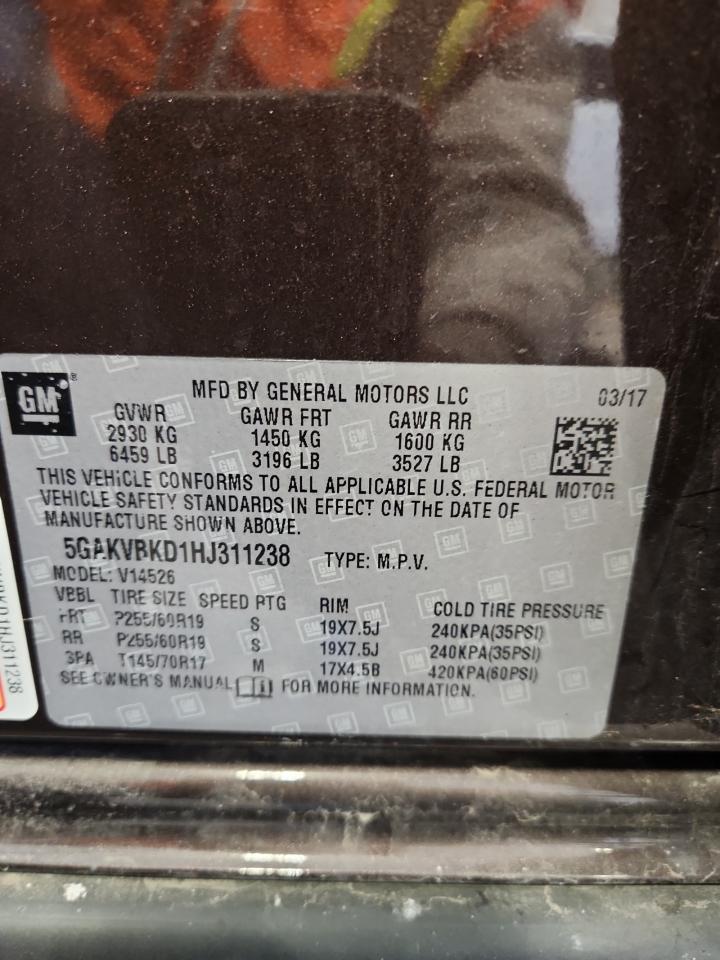 GM®
MFD BY GENERAL MOTORS LLC 03/17
GVWR GAWR FRT GAWR RR
2930 KG 1450 KG 1600 KG
6459 LB 3196 LB 3527 LB
THIS VEHICLE CONFORMS TO ALL APPLICABLE U.S. FEDERAL MOTOR
VEHICLE SAFETY STANDARDS IN EFFECT ON THE DATE OF
MANUFACTURE SHOWN ABOVE.
5GAKVBKD1HJ311238 TYPE: M.P.V.
MODEL: V14526
VBBL TIRE SIZE SPEED RTG RIM COLD TIRE PRESSURE
FRT P255/60R19 S 19X7.5J 240KPA(35PSI)
RR P255/60R19 S 19X7.5J 240KPA(35PSI)
SPA T145/70R17 M 17X4.5B 420KPA(60PSI)
SEE OWNER'S MANUAL FOR MORE INFORMATION.